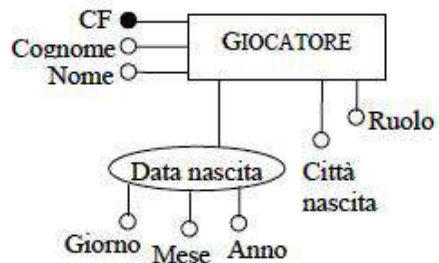 CF
Cognome
Nome
GIOCATORE
Ruolo
Data nascita
Città
nascita
Giorno
Mese
Anno